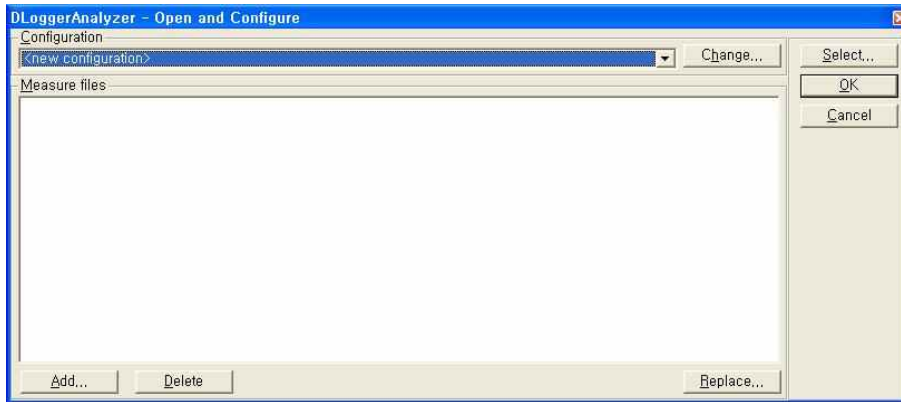 DLoggerAnalyzer - Open and Configure
Configuration
<new configuration>
Change...
Select...
Measure files
OK
Cancel
Add...
Delete
Replace...